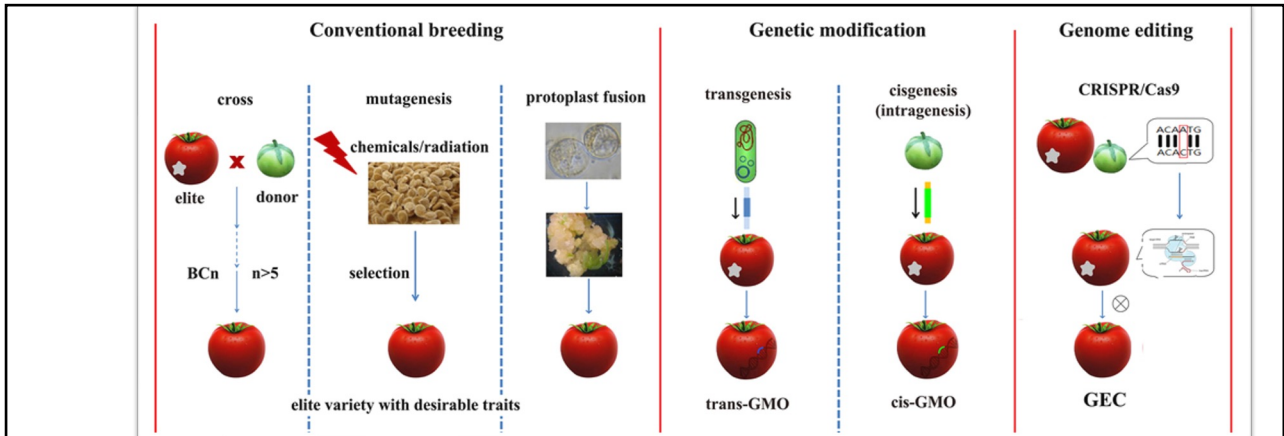 Conventional breeding
Genetic modification
Genome editing
cross
mutagenesis
protoplast fusion
transgenesis
cisgenesis
(intragenesis)
CRISPR/Cas9
chemicals/radiation
x
elite
donor
ACAATG
ACACTG
BCn
n>5
selection
elite variety with desirable traits
trans-GMO
cis-GMO
GEC